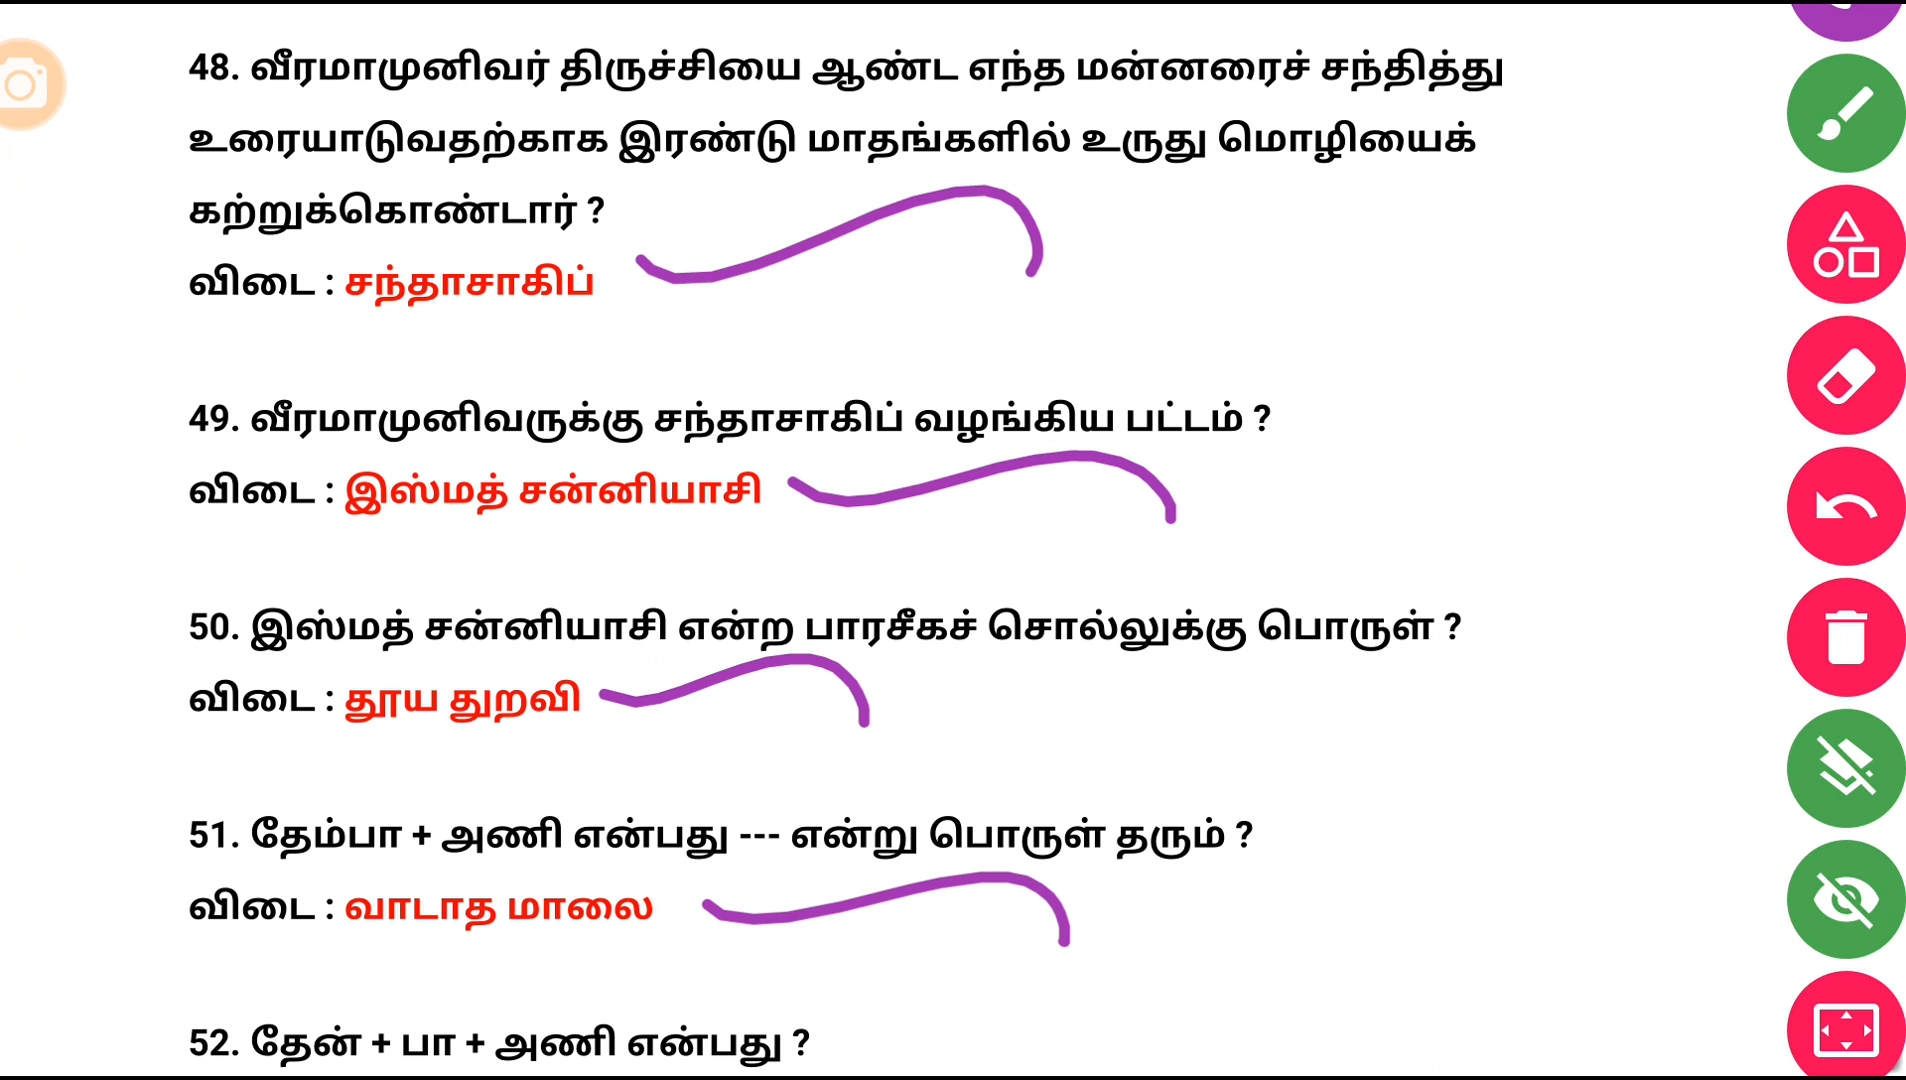 48. வீரமாமுனிவர் திருச்சியை ஆண்ட எந்த மன்னரைச் சந்தித்து
உரையாடுவதற்காக இரண்டு மாதங்களில் உருது மொழியைக்
கற்றுக்கொண்டார் ?
விடை : சந்தாசாகிப்
49. வீரமாமுனிவருக்கு சந்தாசாகிப் வழங்கிய பட்டம் ?
விடை : இஸ்மத் சன்னியாசி
50. இஸ்மத் சன்னியாசி என்ற பாரசீகச் சொல்லுக்கு பொருள் ?
விடை : தூய துறவி
51. தேம்பா + அணி என்பது --- என்று பொருள் தரும் ?
விடை : வாடாத மாலை
52. தேன் + பா + அணி என்பது ?